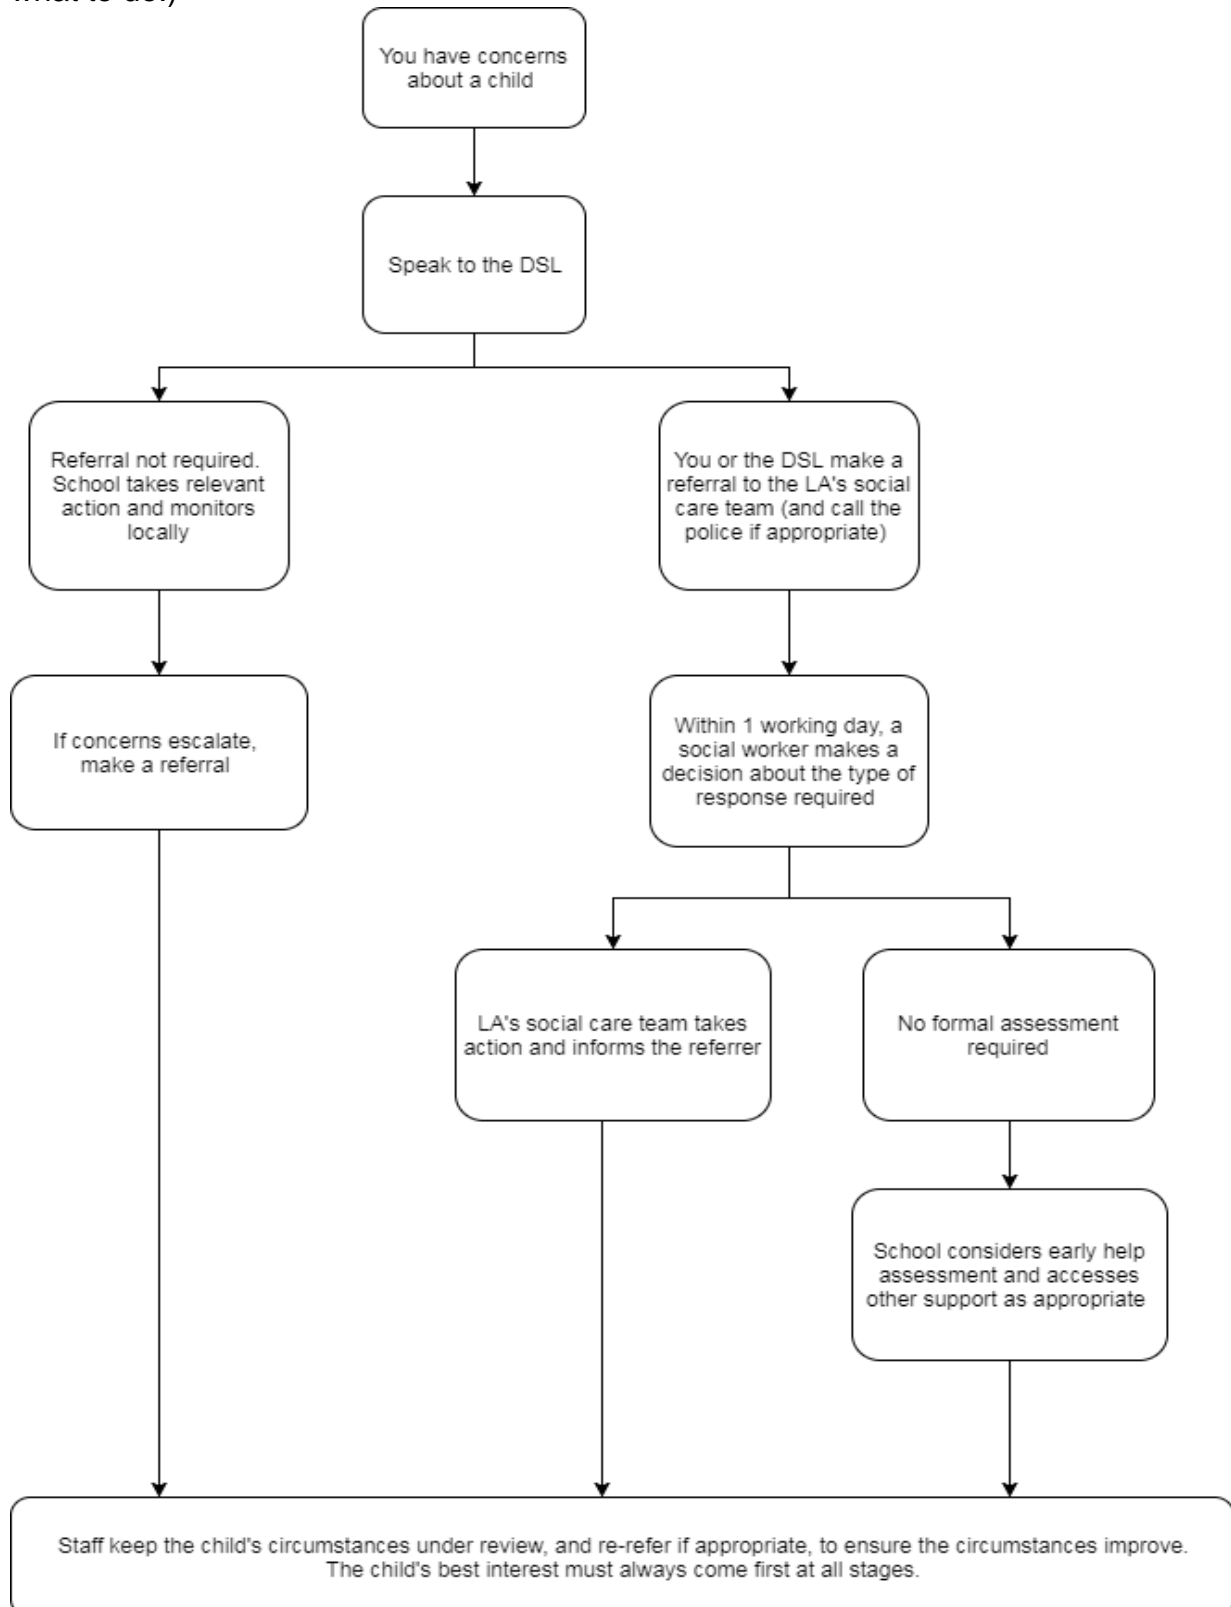 what to do.)
You have concerns
about a child
Speak to the DSL
Referral not required.
School takes relevant
action and monitors
locally
You or the DSL make a
referral to the LA's social
care team (and call the
police if appropriate)
If concerns escalate,
make a referral
Within 1 working day, a
social worker makes a
decision about the type of
response required
LA's social care team takes
action and informs the referrer
No formal assessment
required
School considers early help
assessment and accesses
other support as appropriate
Staff keep the child's circumstances under review, and re-refer if appropriate, to ensure the circumstances improve.
The child's best interest must always come first at all stages.